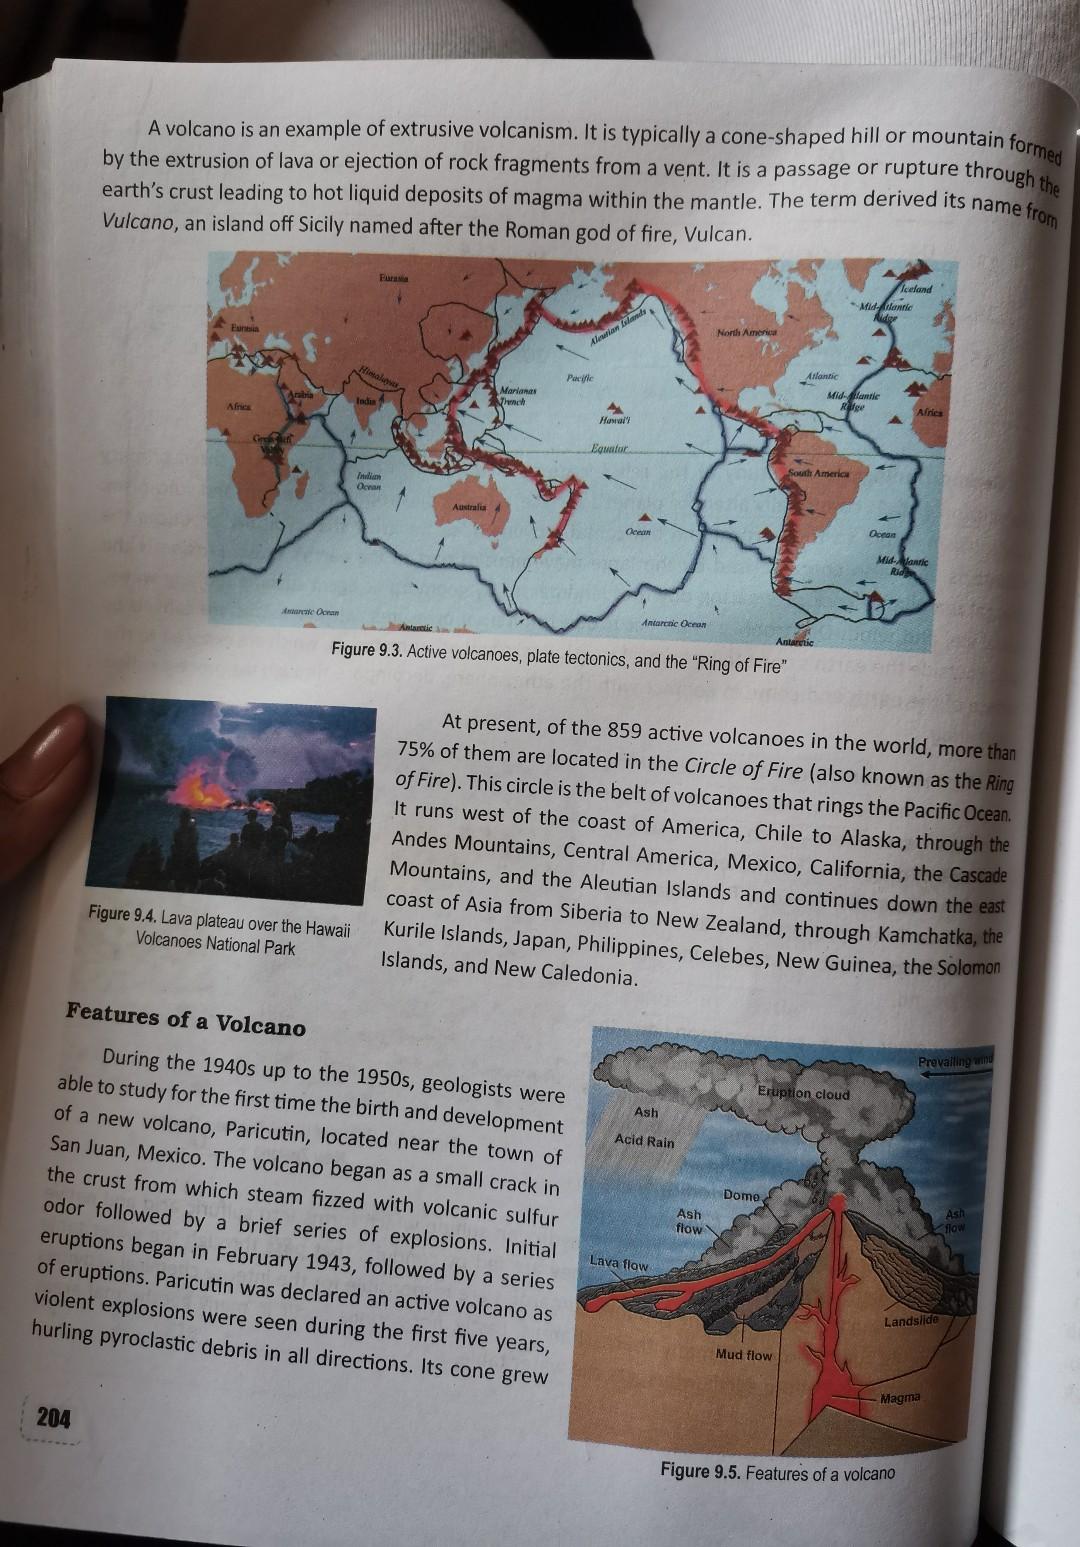 A volcano is an example of extrusive volcanism. It is typically a cone-shaped hill or mountain formed
by the extrusion of lava or ejection of rock fragments from a vent. It is a passage or rupture through the
earth's crust leading to hot liquid deposits of magma within the mantle. The term derived its name from
Vulcano, an island off Sicily named after the Roman god of fire, Vulcan.
Eurasia
Iceland
Mid-Atlantic
Ridge
Eurasia
Aleutian Islands
North America
Himalayas
Pacific
Atlantic
Arabia
India
Marianas
Trench
Mid-Atlantic
Ridge
Africa
Hawai'i
Africa
Equator
Indian
Ocean
South America
Australia
Ocean
Ocean
Mid-Atlantic
Ridge
Antarctic Ocean
Antarctic
Antarctic Ocean
Antarctic
Figure 9.3. Active volcanoes, plate tectonics, and the "Ring of Fire"
At present, of the 859 active volcanoes in the world, more than
75% of them are located in the Circle of Fire (also known as the Ring
of Fire). This circle is the belt of volcanoes that rings the Pacific Ocean.
It runs west of the coast of America, Chile to Alaska, through the
Andes Mountains, Central America, Mexico, California, the Cascade
Mountains, and the Aleutian Islands and continues down the east
coast of Asia from Siberia to New Zealand, through Kamchatka, the
Kurile Islands, Japan, Philippines, Celebes, New Guinea, the Solomon
Islands, and New Caledonia.
Figure 9.4. Lava plateau over the Hawaii
Volcanoes National Park
Features of a Volcano
During the 1940s up to the 1950s, geologists were
able to study for the first time the birth and development
of a new volcano, Paricutin, located near the town of
San Juan, Mexico. The volcano began as a small crack in
the crust from which steam fizzed with volcanic sulfur
odor followed by a brief series of explosions. Initial
eruptions began in February 1943, followed by a series
of eruptions. Paricutin was declared an active volcano as
violent explosions were seen during the first five years,
hurling pyroclastic debris in all directions. Its cone grew
Prevailing wind
Eruption cloud
Ash
Acid Rain
Dome
Ash
flow
Ash
flow
Lava flow
Landslide
Mud flow
Magma
Figure 9.5. Features of a volcano
204